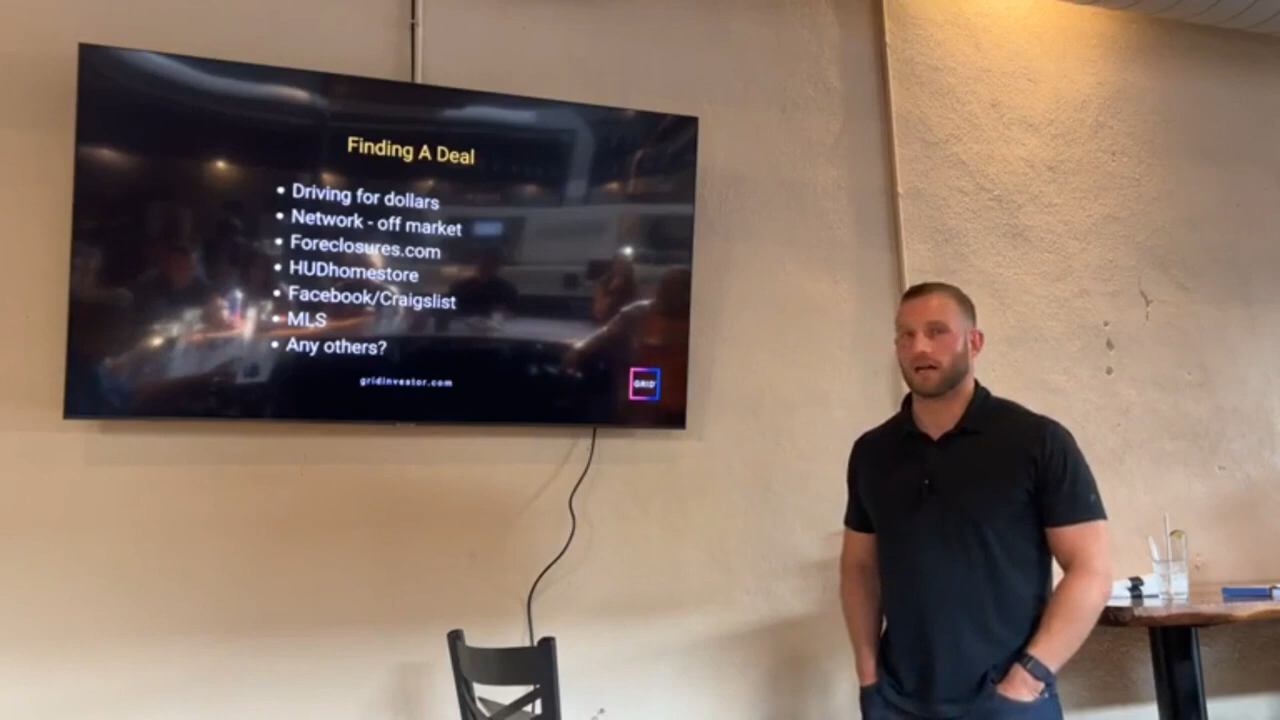 Finding A Deal
• Driving for dollars
• Network - off market
• Foreclosures.com
• HUDhomestore
• Facebook/Craigslist
• MLS
• Any others?
gridinvestor.com
GRID